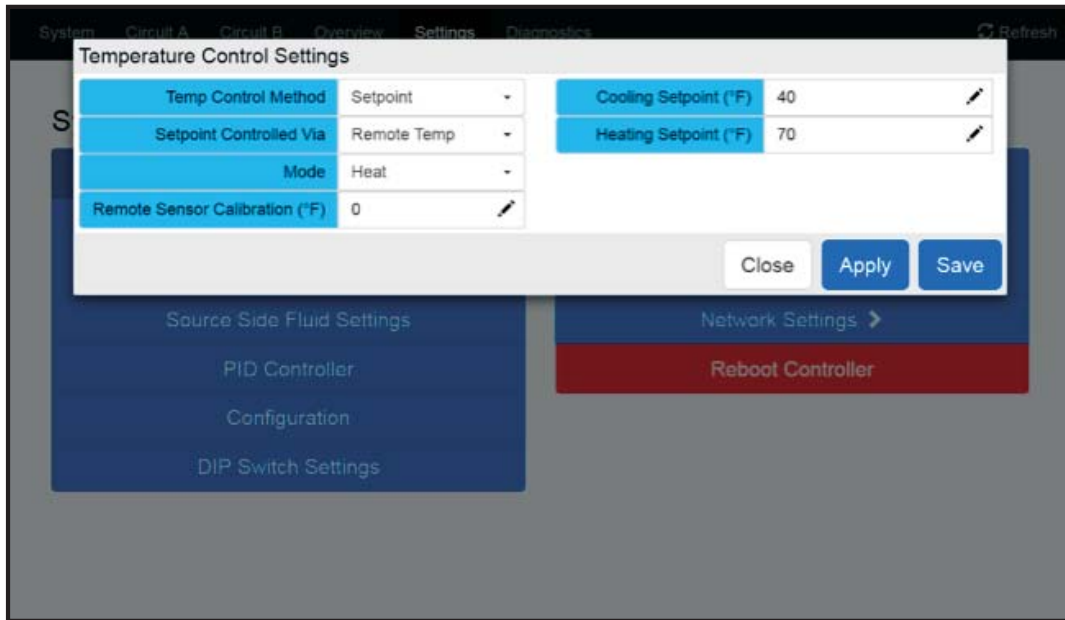 System Circuit A Circuit B Overview Settings Diagnostics Refresh
Temperature Control Settings
Temp Control Method Setpoint Cooling Setpoint (°F) 40
Setpoint Controlled Via Remote Temp Heating Setpoint (°F) 70
Mode Heat
Remote Sensor Calibration (°F) 0
Close Apply Save
Source Side Fluid Settings Network Settings
PID Controller Reboot Controller
Configuration
DIP Switch Settings